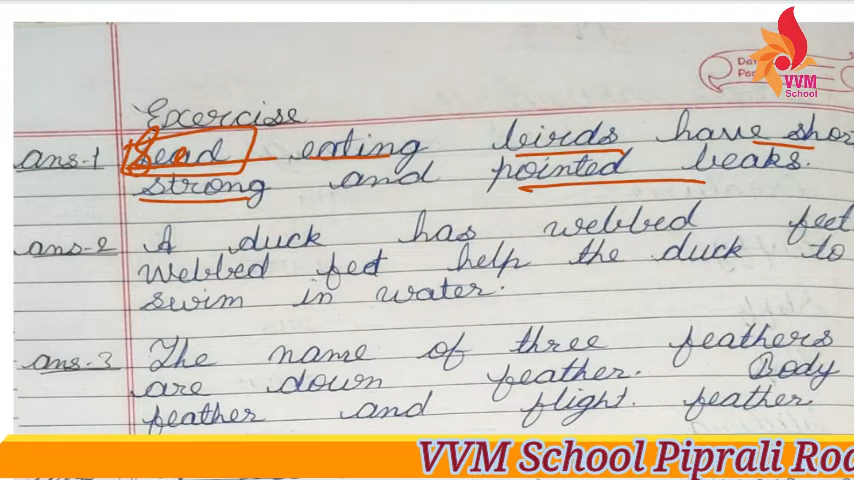 VVM
School
Exercise
ans-1 Seed eating birds have shor
strong and pointed beaks.
ans-2 A duck has webbed feet
webbed feet help the duck to
swim in water.
ans-3 The name of three feathers
are down feather. Body
feather and flight feather.
VVM School Piprali Roa